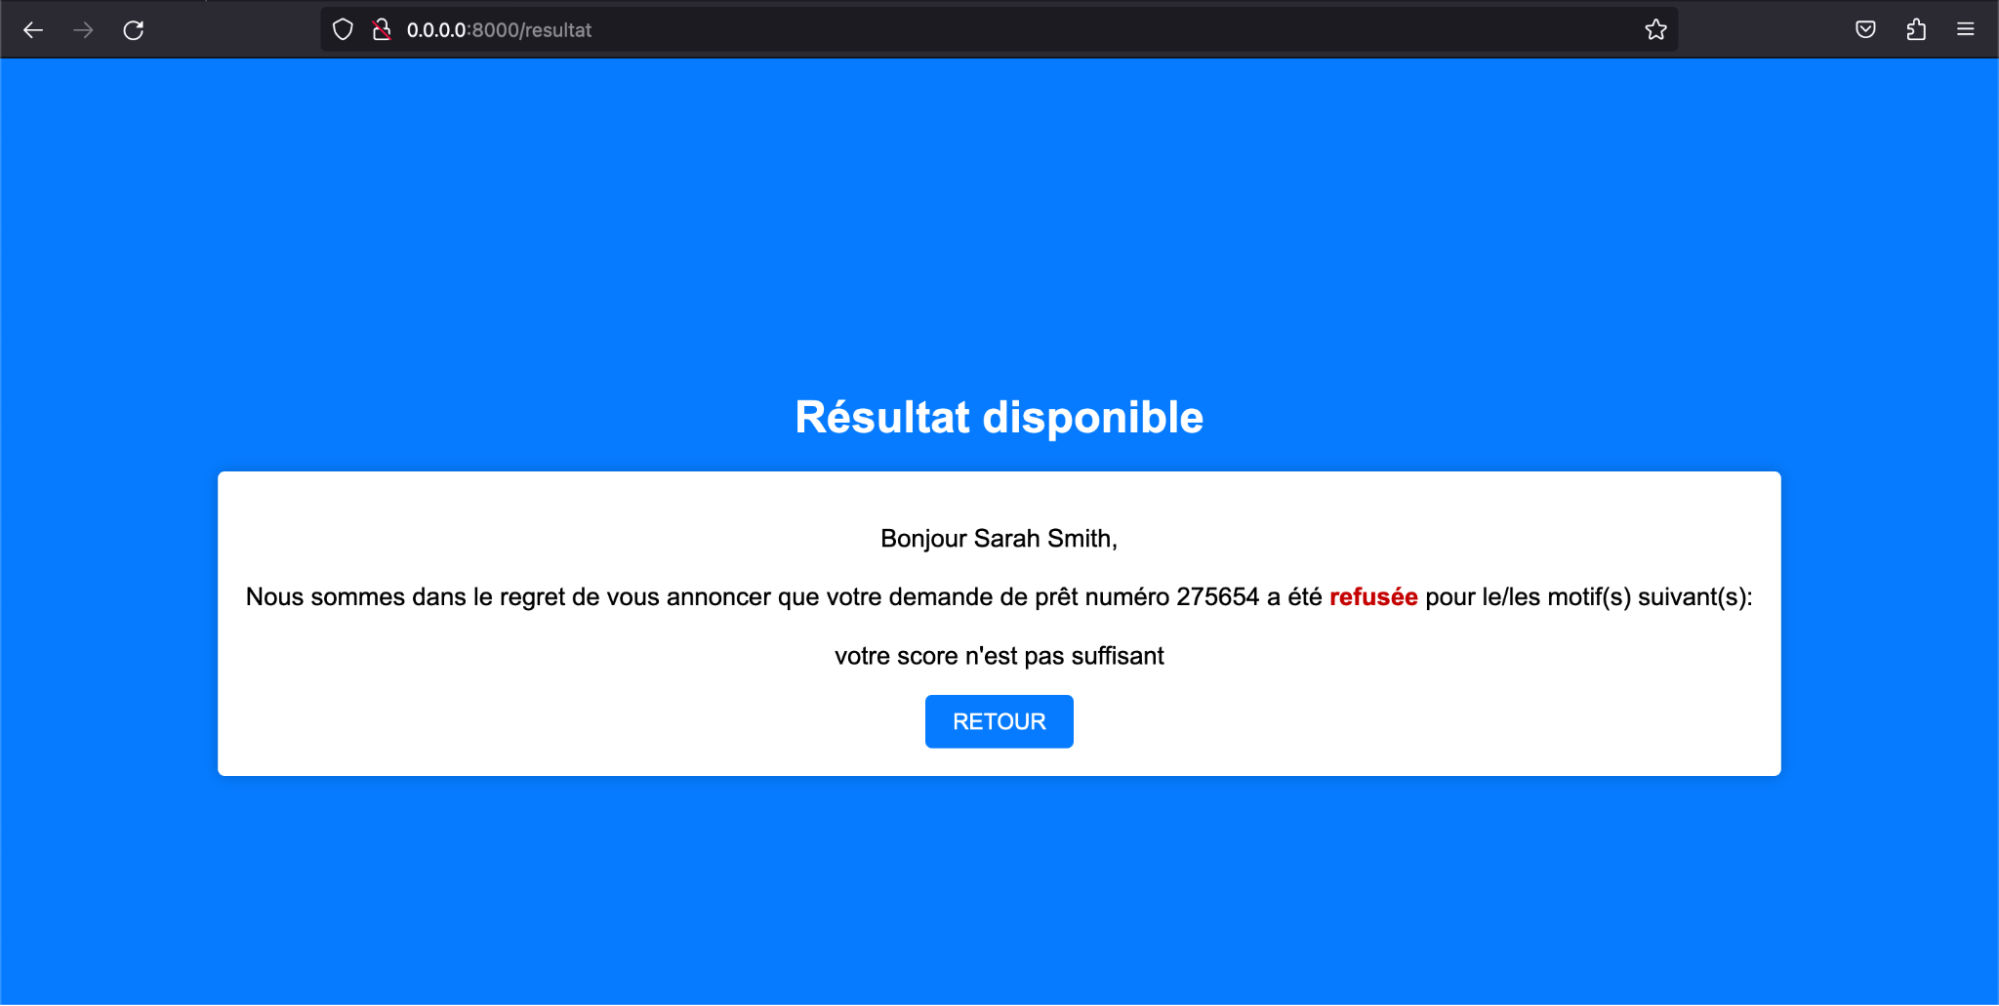 0.0.0.0:8000/resultat
Résultat disponible
Bonjour Sarah Smith,
Nous sommes dans le regret de vous annoncer que votre demande de prêt numéro 275654 a été refusée pour le/les motif(s) suivant(s):
votre score n'est pas suffisant
RETOUR